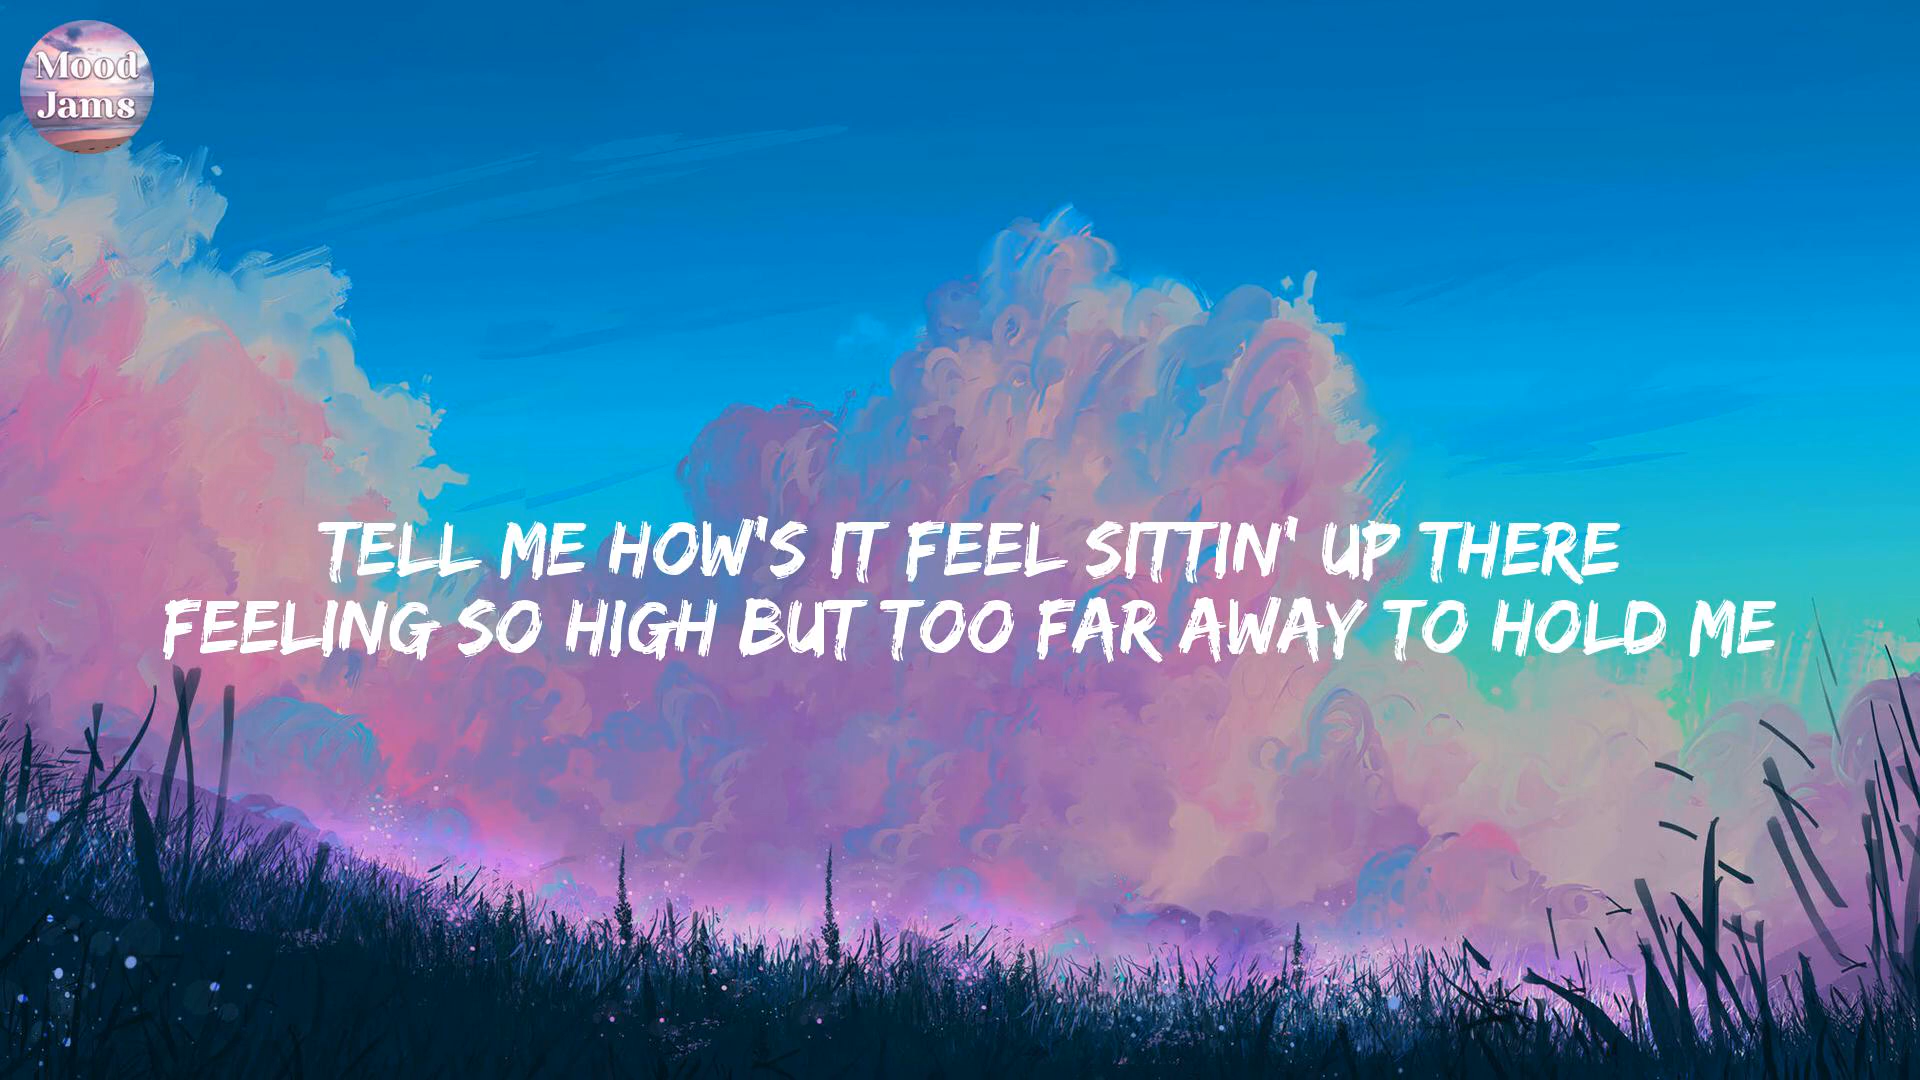 Mood
Jams
TELL ME HOW'S IT FEEL SITTIN' UP THERE
FEELING SO HIGH BUT TOO FAR AWAY TO HOLD ME